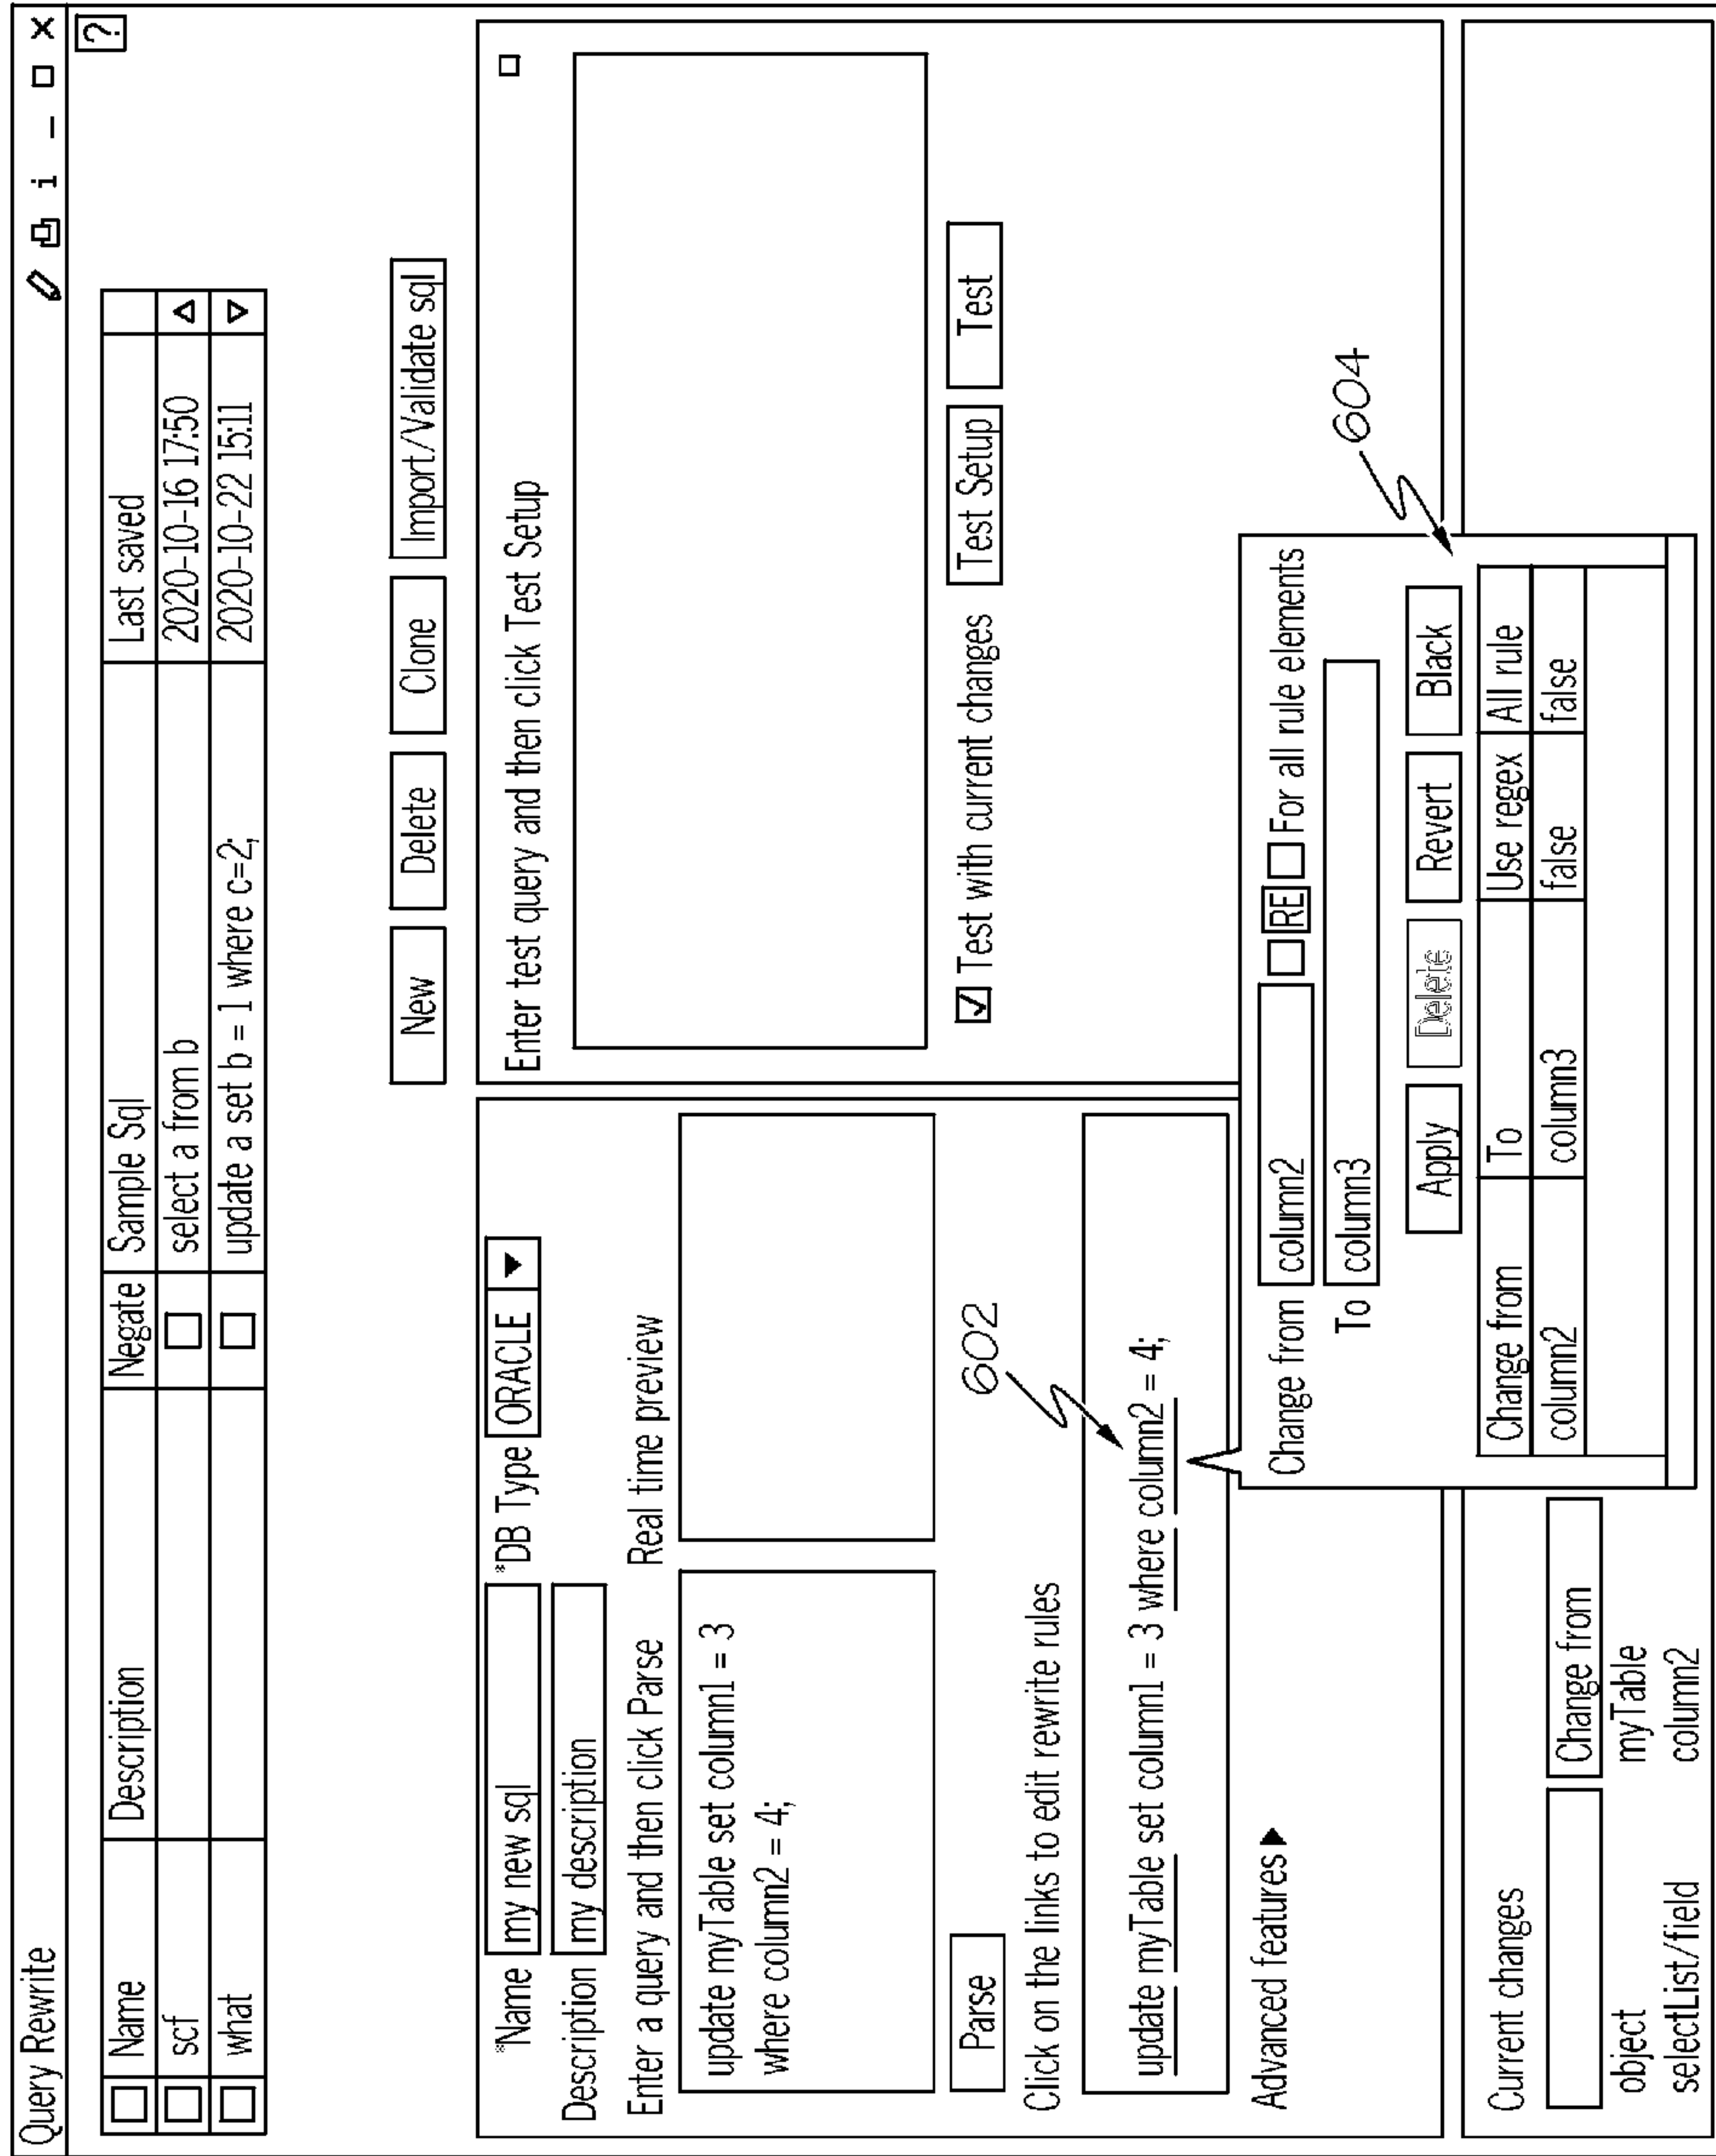 Query Rewrite i – □ x
?
Name Description Negate Sample Sql Last saved
scf select a from b 2020-10-16 17:50
what update a set b = 1 where c=2; 2020-10-22 15:11
New Delete Clone Import/Validate sql
*Name my new sql *DB Type ORACLE
Description my description
Enter a query and then click Parse Real time preview
update myTable set column1 = 3
where column2 = 4;
Parse
602
Click on the links to edit rewrite rules
update myTable set column1 = 3 where column2 = 4;
Advanced features
Enter test query and then click Test Setup
Test with current changes Test Setup Test
604
Change from column2 RE For all rule elements
To column3
Apply Delete Revert Black
Change from To Use regex All rule
column2 column3 false false
Current changes
Change from
object myTable
selectList/field column2